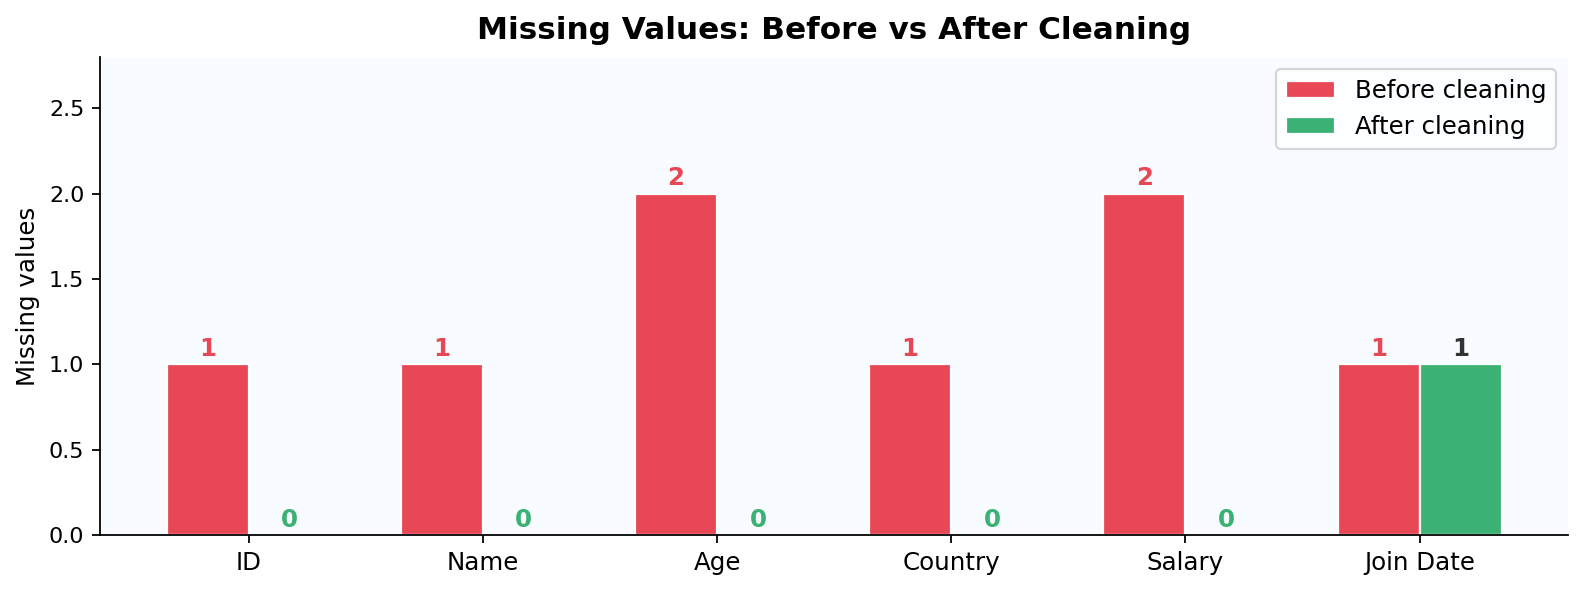 Missing Values: Before vs After Cleaning
Before cleaning
After cleaning
Missing values
2.5
2.0
1.5
1.0
0.5
0.0
1 0 1 0 2 0 1 0 2 0 1 1
ID Name Age Country Salary Join Date